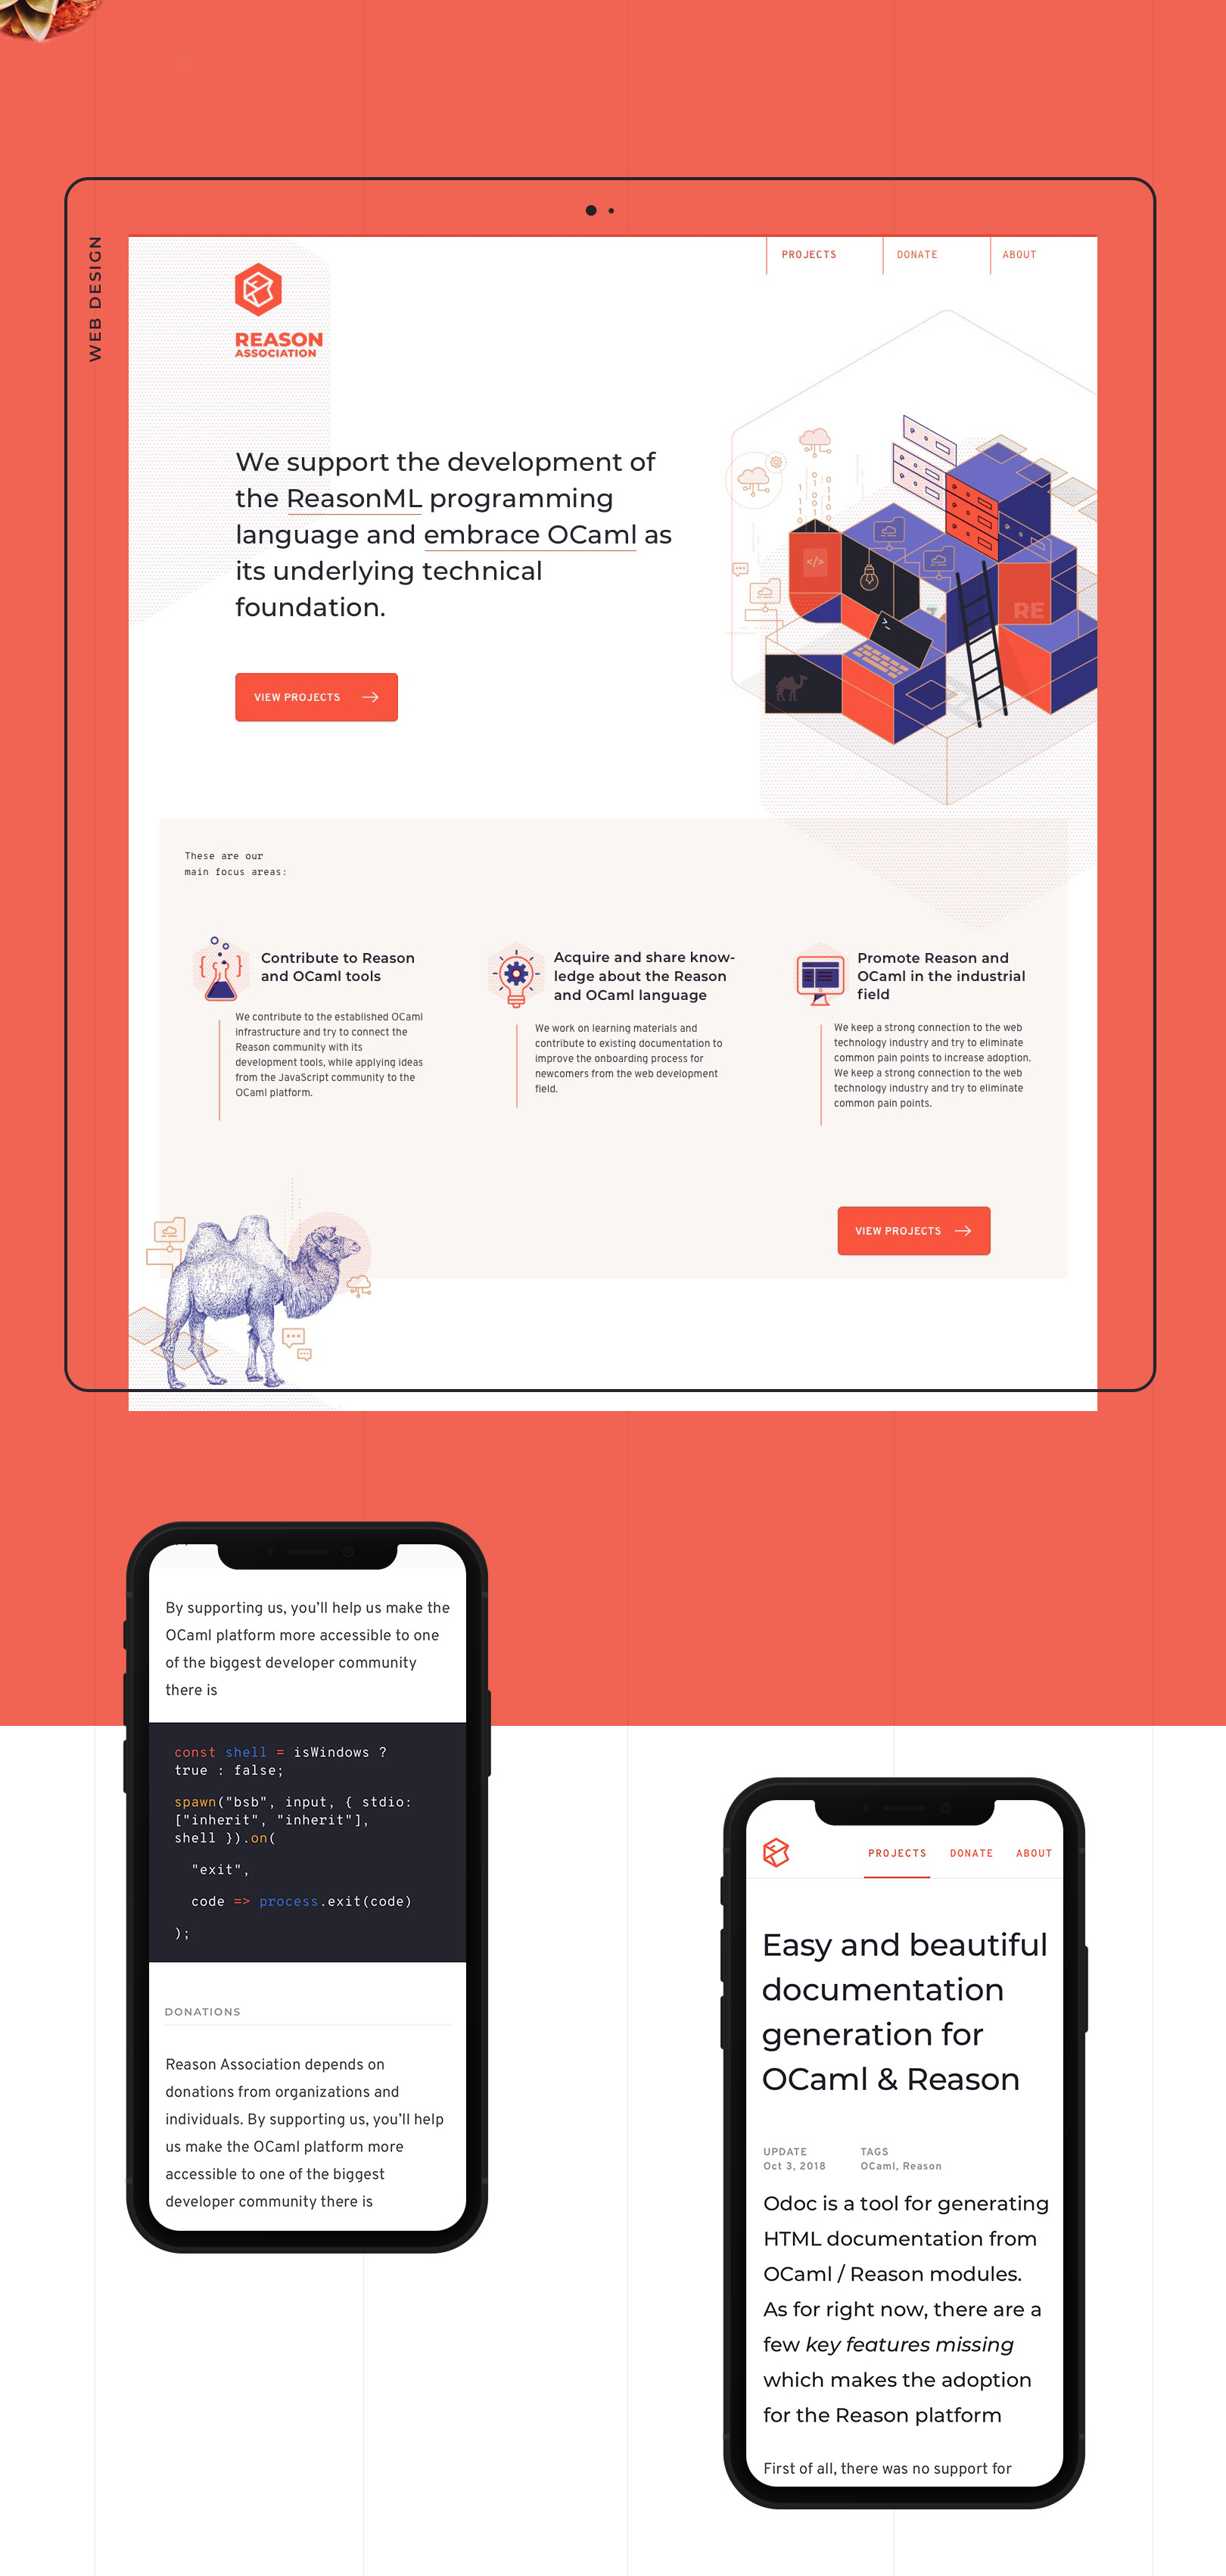 WEB DESIGN
PROJECTS
DONATE
ABOUT
REASON
ASSOCIATION
We support the development of
the ReasonML programming
language and embrace OCaml as
its underlying technical
foundation.
VIEW PROJECTS
</>
RE
These are our
main focus areas:
Contribute to Reason
and OCaml tools
We contribute to the established OCaml
infrastructure and try to connect the
Reason community with its
development tools, while applying ideas
from the JavaScript community to the
OCaml platform.
Acquire and share know-
ledge about the Reason
and OCaml language
We work on learning materials and
contribute to existing documentation to
improve the onboarding process for
newcomers from the web development
field.
Promote Reason and
OCaml in the industrial
field
We keep a strong connection to the web
technology industry and try to eliminate
common pain points to increase adoption.
We keep a strong connection to the web
technology industry and try to eliminate
common pain points.
VIEW PROJECTS
By supporting us, you’ll help us make the
OCaml platform more accessible to one
of the biggest developer community
there is
const shell = isWindows ?
true : false;
spawn("bsb", input, { stdio:
["inherit", "inherit"],
shell }).on(
"exit",
code => process.exit(code)
);
DONATIONS
Reason Association depends on
donations from organizations and
individuals. By supporting us, you’ll help
us make the OCaml platform more
accessible to one of the biggest
developer community there is
PROJECTS
DONATE
ABOUT
Easy and beautiful
documentation
generation for
OCaml & Reason
UPDATE
Oct 3, 2018
TAGS
OCaml, Reason
Odoc is a tool for generating
HTML documentation from
OCaml / Reason modules.
As for right now, there are a
few key features missing
which makes the adoption
for the Reason platform
First of all, there was no support for